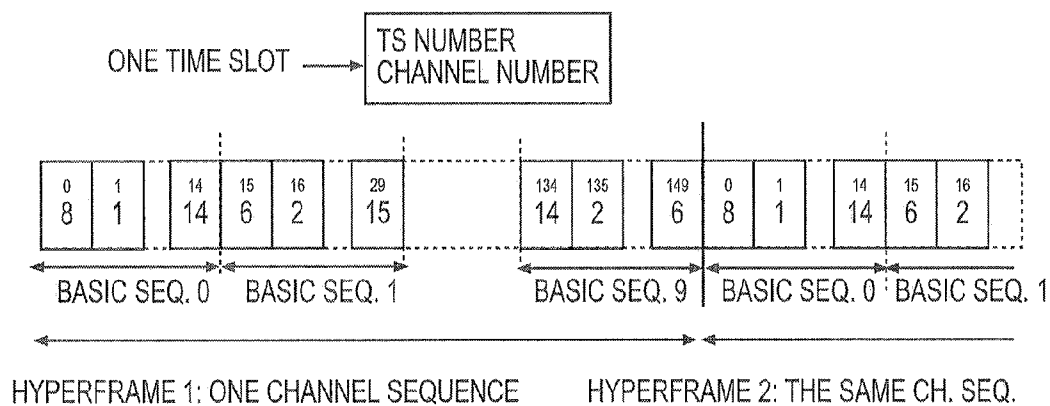 ONE TIME SLOT
TS NUMBER
CHANNEL NUMBER
0 1 14 15 16 29 134 135 149 0 1 14 15 16
8 1 14 6 2 15 14 2 6 8 1 14 6 2
BASIC SEQ. 0 BASIC SEQ. 1 BASIC SEQ. 9 BASIC SEQ. 0 BASIC SEQ. 1
HYPERFRAME 1: ONE CHANNEL SEQUENCE HYPERFRAME 2: THE SAME CH. SEQ.